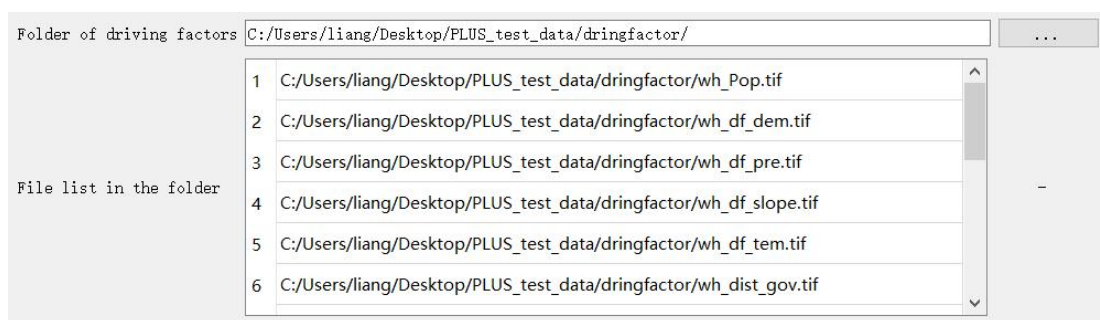 Folder of driving factors C:/Users/liang/Desktop/PLUS_test_data/dringfactor/ ...
1 C:/Users/liang/Desktop/PLUS_test_data/dringfactor/wh_Pop.tif
2 C:/Users/liang/Desktop/PLUS_test_data/dringfactor/wh_df_dem.tif
3 C:/Users/liang/Desktop/PLUS_test_data/dringfactor/wh_df_pre.tif
File list in the folder -
4 C:/Users/liang/Desktop/PLUS_test_data/dringfactor/wh_df_slope.tif
5 C:/Users/liang/Desktop/PLUS_test_data/dringfactor/wh_df_tem.tif
6 C:/Users/liang/Desktop/PLUS_test_data/dringfactor/wh_dist_gov.tif